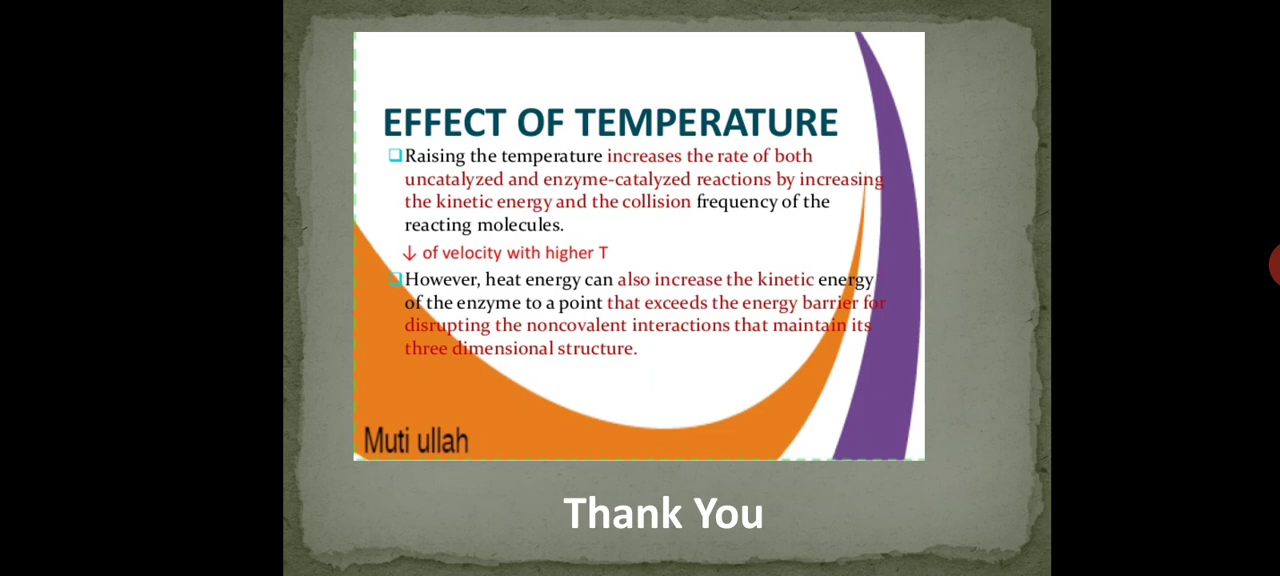 EFFECT OF TEMPERATURE
Raising the temperature increases the rate of both
uncatalyzed and enzyme-catalyzed reactions by increasing
the kinetic energy and the collision frequency of the
reacting molecules.
↓ of velocity with higher T
However, heat energy can also increase the kinetic energy
of the enzyme to a point that exceeds the energy barrier for
disrupting the noncovalent interactions that maintain its
three dimensional structure.
Muti ullah
Thank You